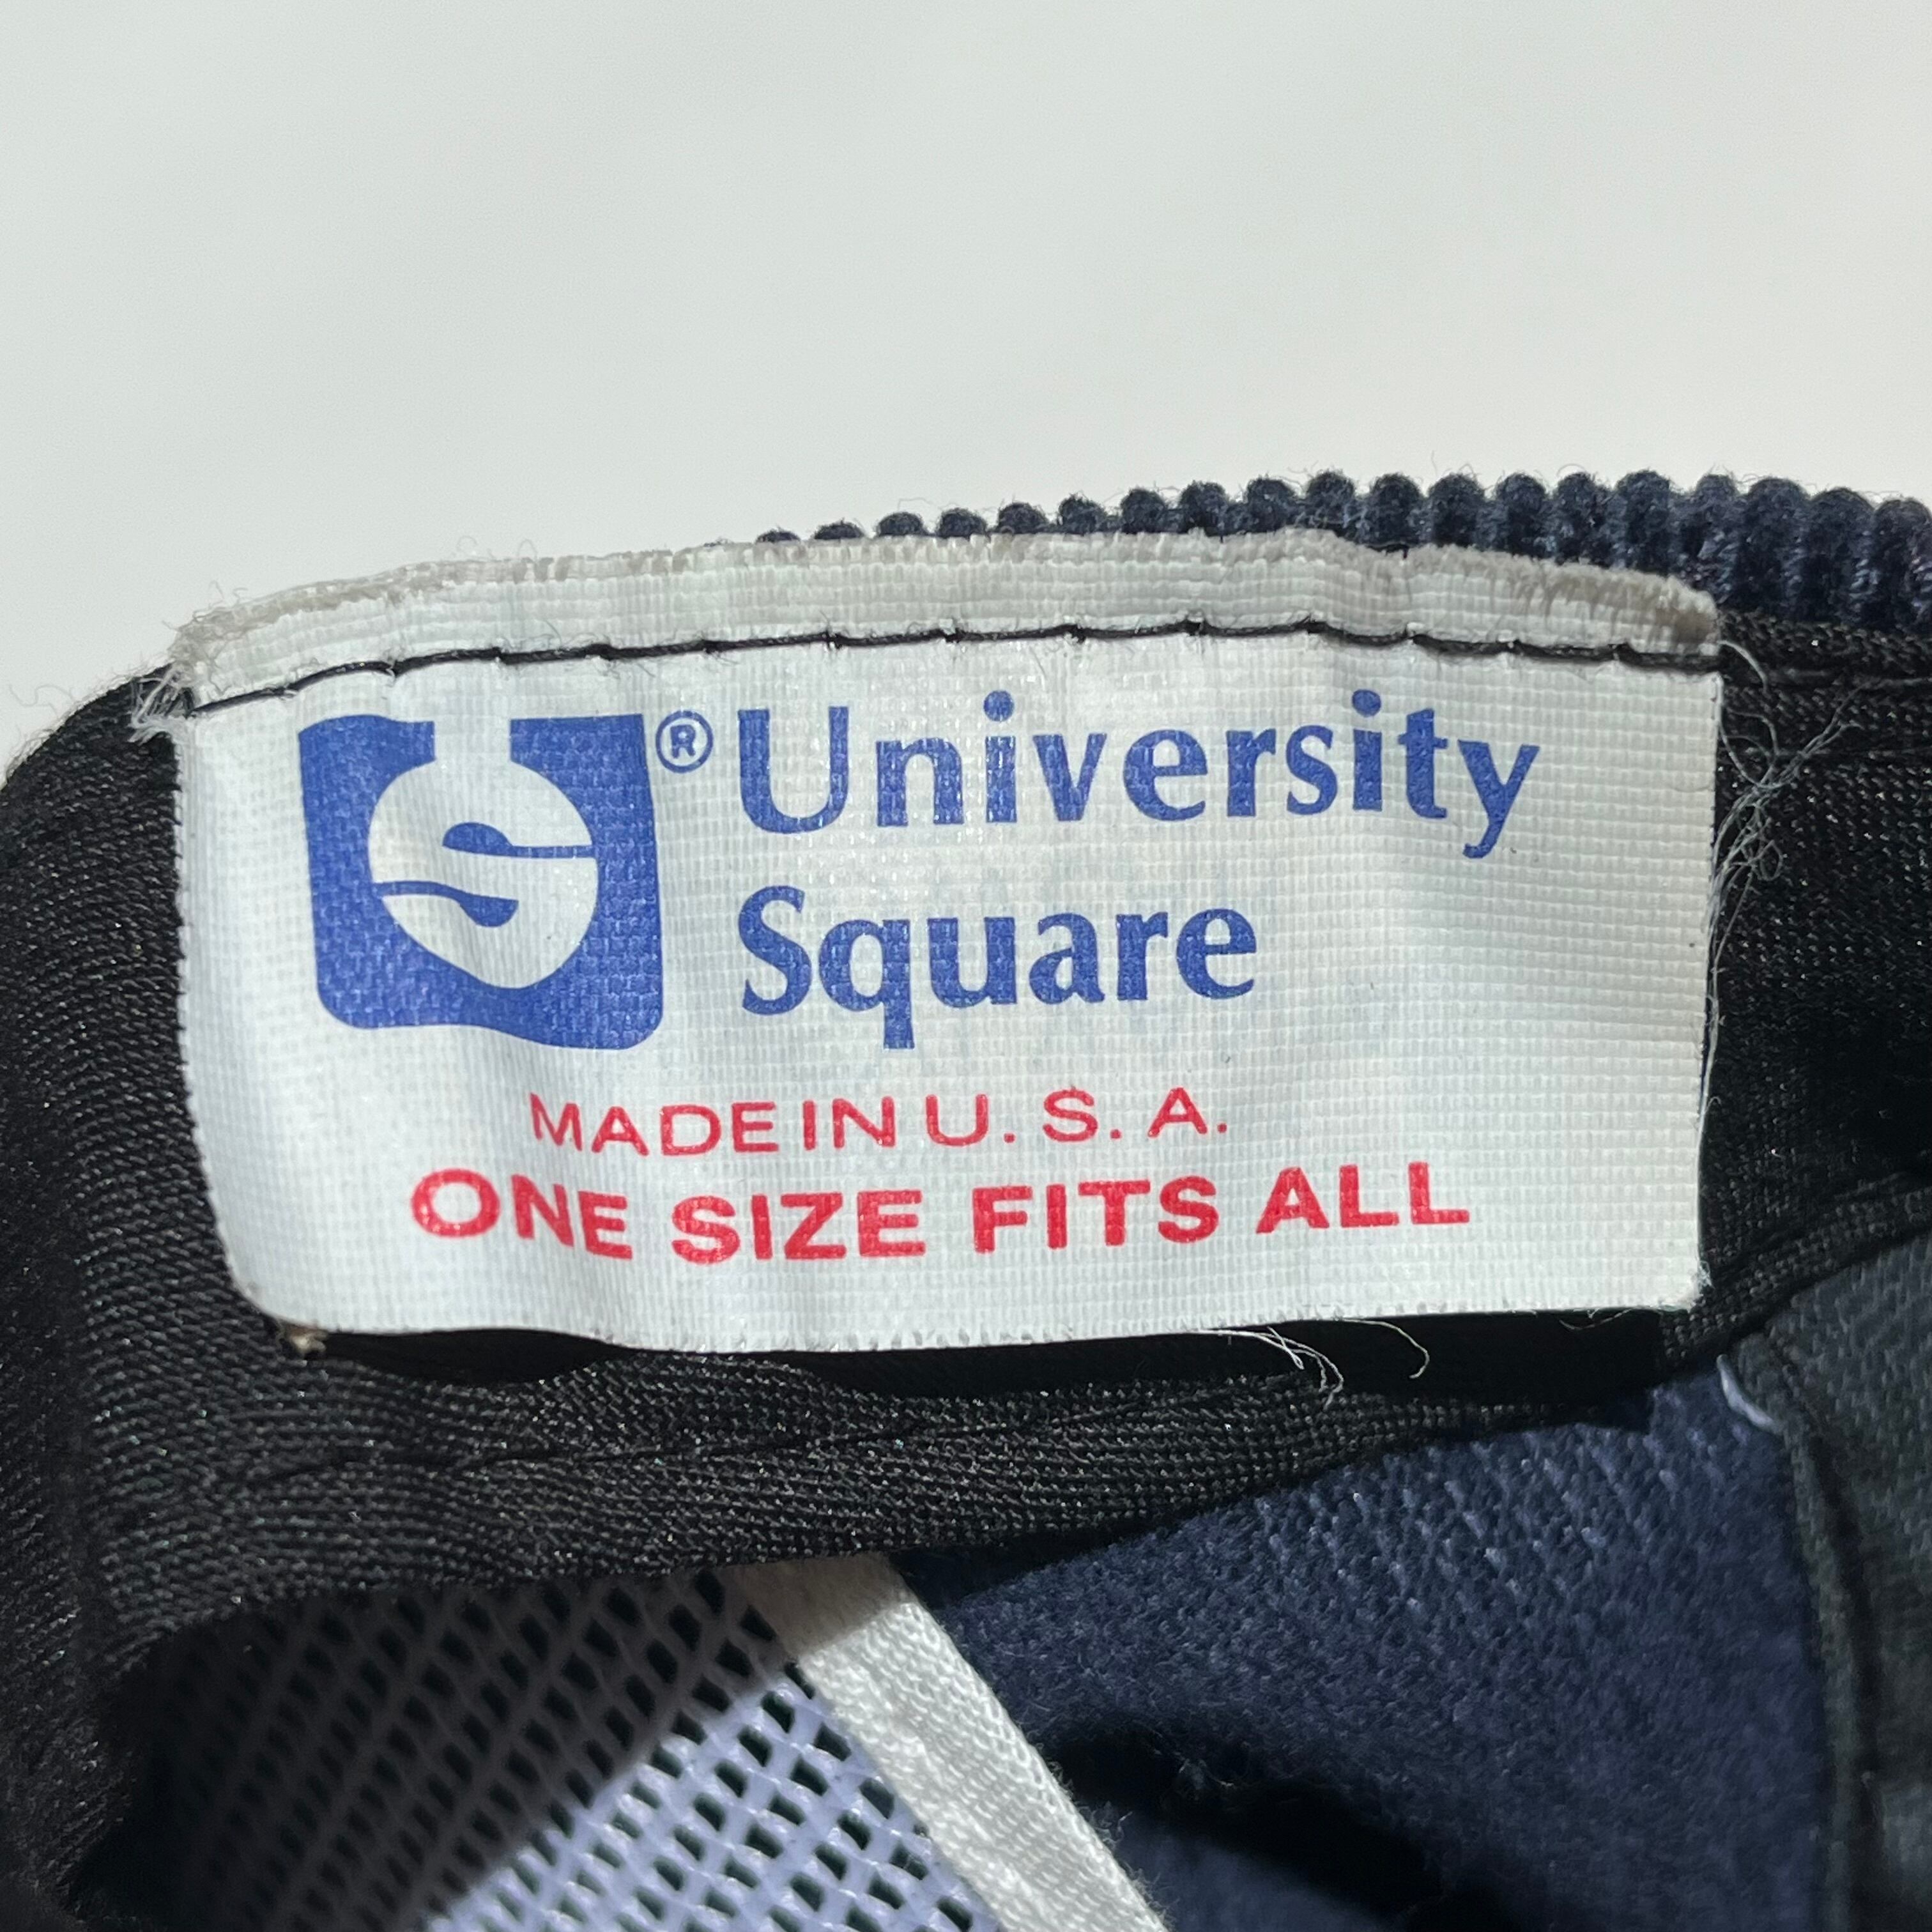 ® University
Square
MADE IN U.S.A.
ONE SIZE FITS ALL